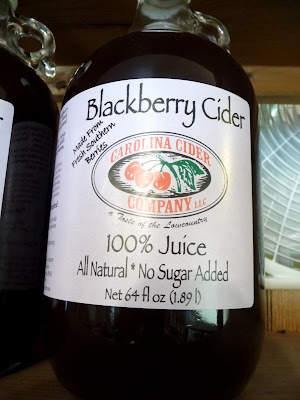 Blackberry Cider
Made From
Fresh Southern
Berries
CAROLINA CIDER
COMPANY LLC
a Taste of the Lowcountry
100% Juice
All Natural * No Sugar Added
Net 64 fl oz (1.89 l)